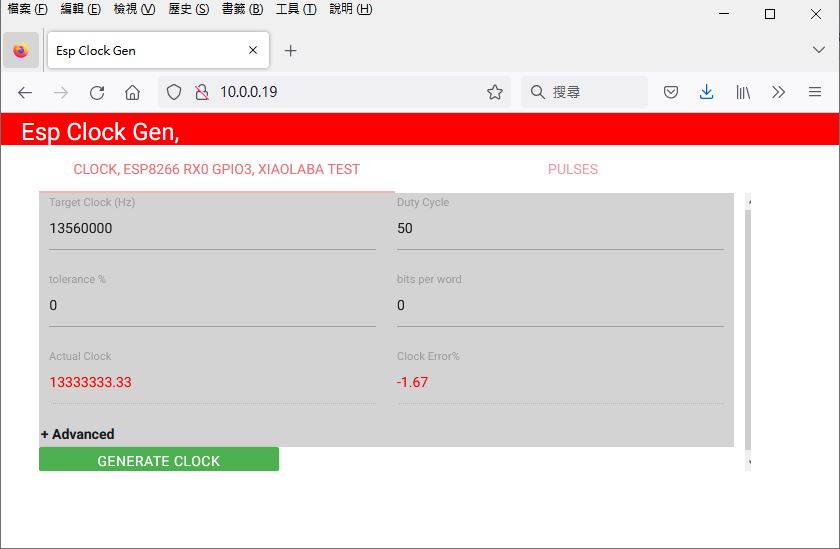 檔案 (F) 編輯 (E) 檢視 (V) 歷史 (S) 書籤 (B) 工具 (T) 說明 (H)
Esp Clock Gen
10.0.0.19
搜尋
Esp Clock Gen,
CLOCK, ESP8266 RX0 GPIO3, XIAOLABA TEST
PULSES
Target Clock (Hz)
Duty Cycle
13560000
50
tolerance %
bits per word
0
0
Actual Clock
Clock Error%
13333333.33
-1.67
+ Advanced
GENERATE CLOCK